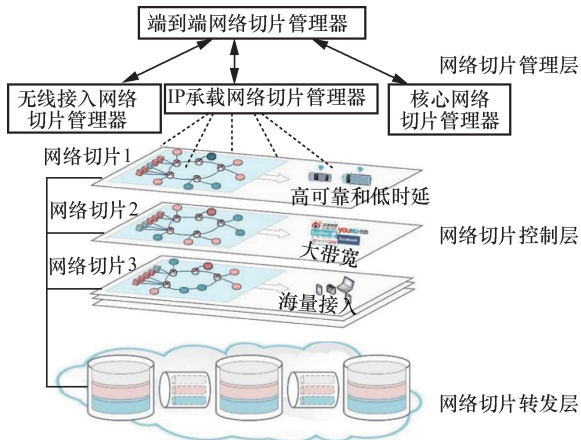 端到端网络切片管理器
网络切片管理层
无线接入网络
切片管理器
IP承载网络切片管理器
核心网络
切片管理器
网络切片1
高可靠和低时延
网络切片2
大带宽
网络切片控制层
网络切片3
海量接入
网络切片转发层